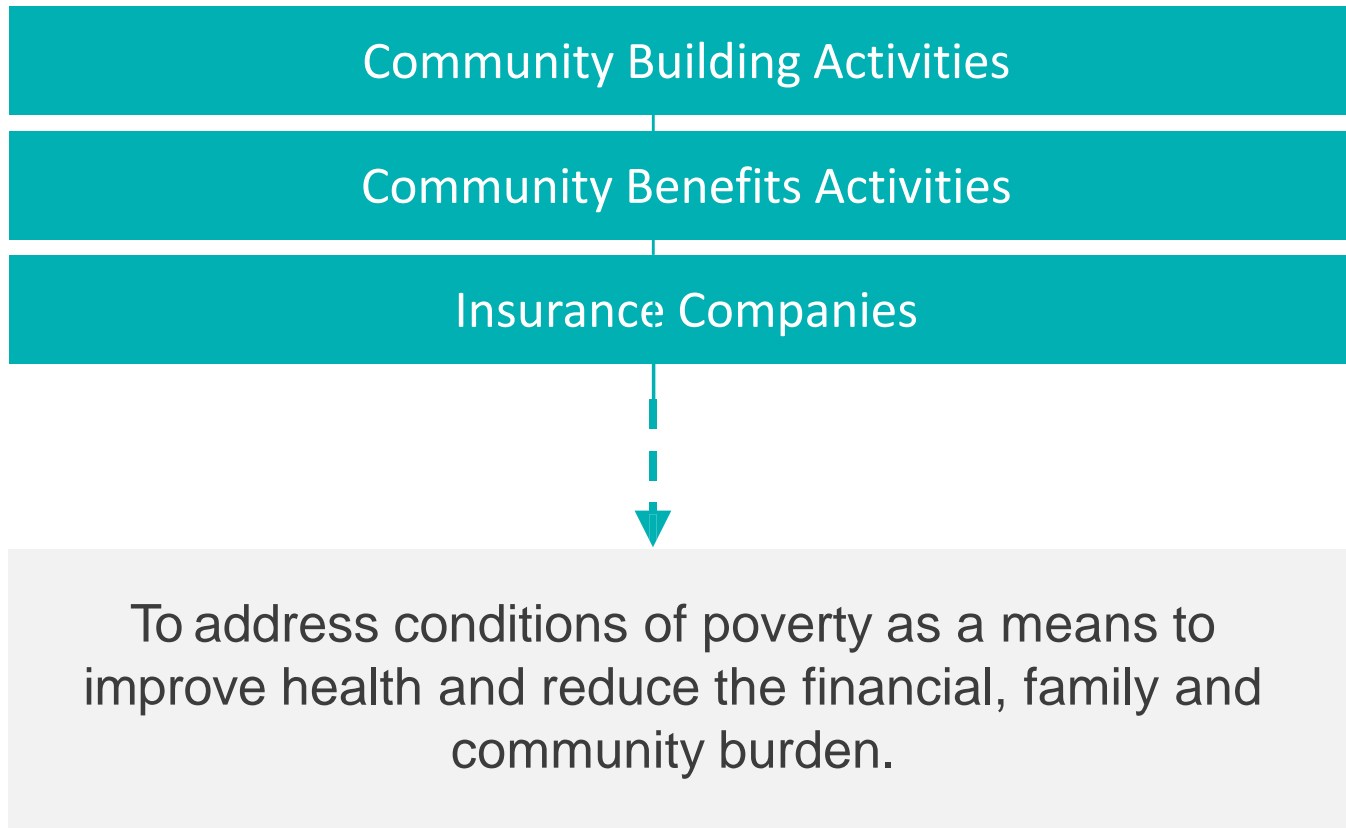 Community Building Activities
Community Benefits Activities
Insurance Companies
To address conditions of poverty as a means to
improve health and reduce the financial, family and
community burden.